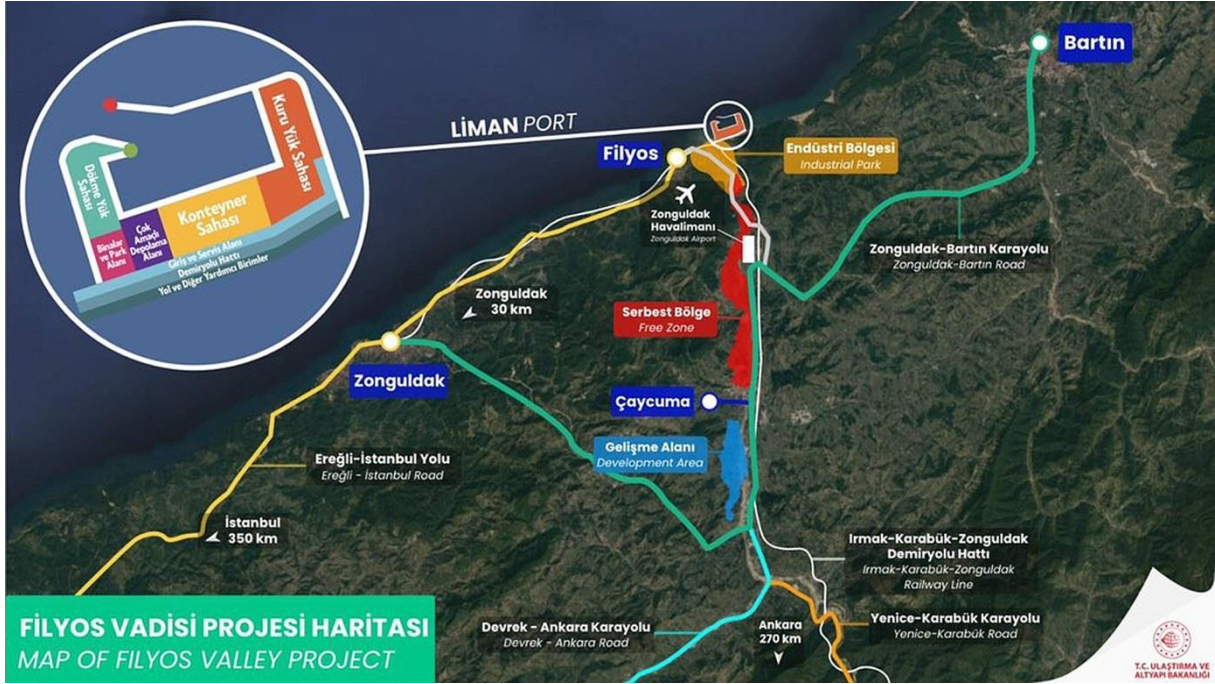 Bartın
LİMAN PORT
Kuru Yük Sahası
Dökme Yük
Sahası
Konteyner
Sahası
Çok
Amaçlı
Depolama
Alanı
Binalar
ve Park
Alanı
Giriş ve Servis Alanı
Demiryolu Hattı
Yol ve Diğer Yardımcı Birimler
Filyos
Endüstri Bölgesi
Industrial Park
Zonguldak
Havalimanı
Zonguldak Airport
Zonguldak-Bartın Karayolu
Zonguldak-Bartın Road
Zonguldak
30 km
Serbest Bölge
Free Zone
Zonguldak
Çaycuma
Gelişme Alanı
Development Area
Ereğli-İstanbul Yolu
Ereğli - İstanbul Road
İstanbul
350 km
Irmak-Karabük-Zonguldak
Demiryolu Hattı
Irmak-Karabük-Zonguldak
Railway Line
Devrek - Ankara Karayolu
Devrek - Ankara Road
Ankara
270 km
Yenice-Karabük Karayolu
Yenice-Karabük Road
FİLYOS VADİSİ PROJESİ HARİTASI
MAP OF FILYOS VALLEY PROJECT
T.C. ULAŞTIRMA VE
ALTYAPI BAKANLIĞI